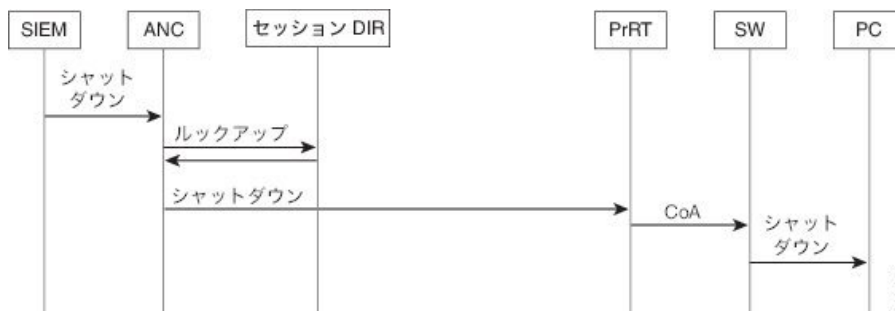 SIEM
ANC
セッション DIR
PrRT
SW
PC
シャット
ダウン
ルックアップ
シャットダウン
CoA
シャット
ダウン